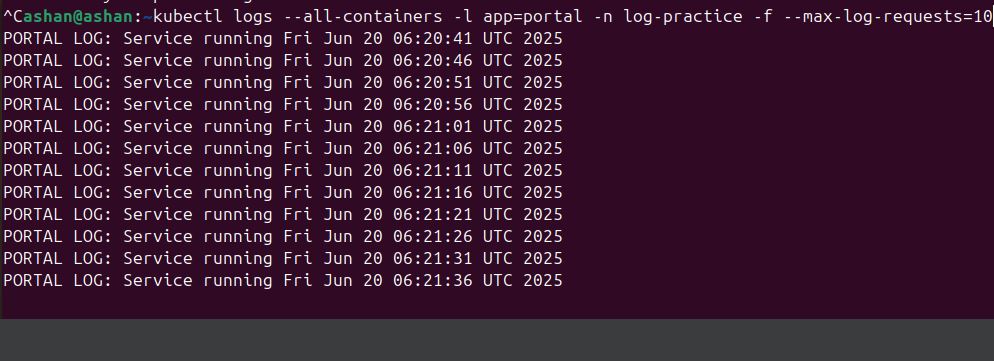 ^Cashan@ashan:~kubectl logs --all-containers -l app=portal -n log-practice -f --max-log-requests=10
PORTAL LOG: Service running Fri Jun 20 06:20:41 UTC 2025
PORTAL LOG: Service running Fri Jun 20 06:20:46 UTC 2025
PORTAL LOG: Service running Fri Jun 20 06:20:51 UTC 2025
PORTAL LOG: Service running Fri Jun 20 06:20:56 UTC 2025
PORTAL LOG: Service running Fri Jun 20 06:21:01 UTC 2025
PORTAL LOG: Service running Fri Jun 20 06:21:06 UTC 2025
PORTAL LOG: Service running Fri Jun 20 06:21:11 UTC 2025
PORTAL LOG: Service running Fri Jun 20 06:21:16 UTC 2025
PORTAL LOG: Service running Fri Jun 20 06:21:21 UTC 2025
PORTAL LOG: Service running Fri Jun 20 06:21:26 UTC 2025
PORTAL LOG: Service running Fri Jun 20 06:21:31 UTC 2025
PORTAL LOG: Service running Fri Jun 20 06:21:36 UTC 2025